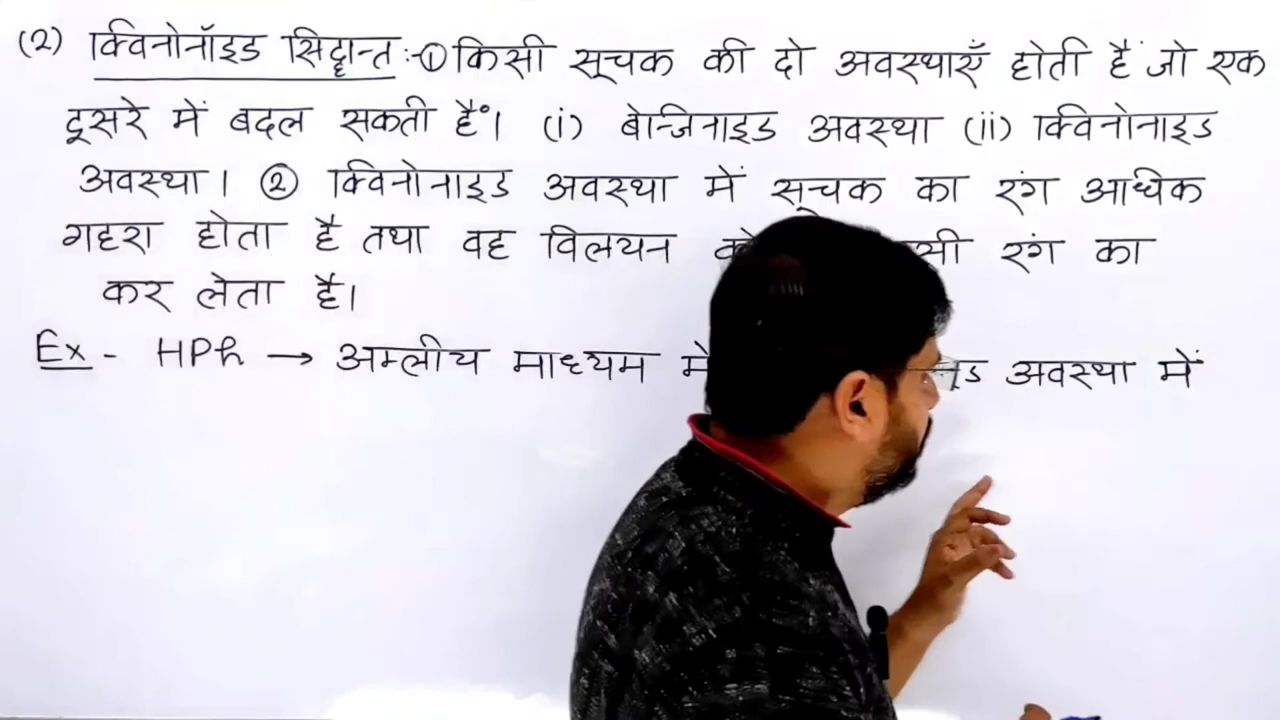 (2) क्विनोनॉइड सिद्धान्त :- ① किसी सूचक की दो अवस्थाएँ होती हैं जो एक
दूसरे में बदल सकती हैं। (i) बेन्जिनाइड अवस्था (ii) क्विनोनाइड
अवस्था। ② क्विनोनाइड अवस्था में सूचक का रंग अधिक
गहरा होता है तथा वह विलयन रंग का
कर लेता है।
Ex - HPh → अम्लीय माध्यम में अवस्था में